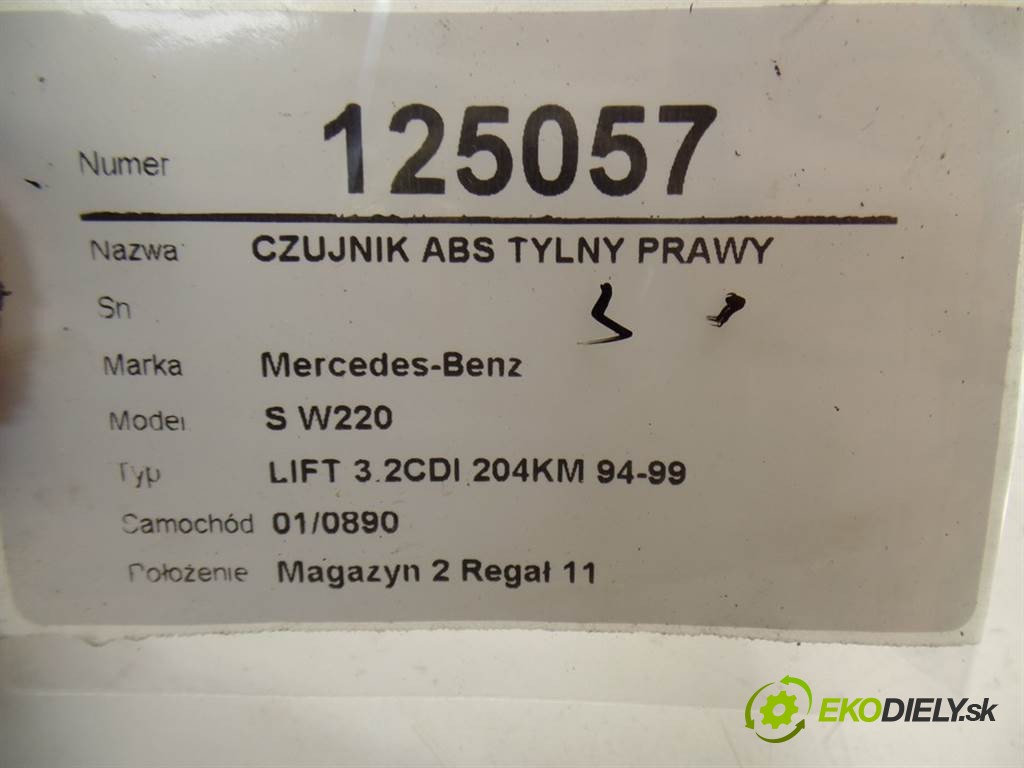 Numer 125057
Nazwa CZUJNIK ABS TYLNY PRAWY
Sn
Marka Mercedes-Benz
Model S W220
Typ LIFT 3.2CDI 204KM 94-99
Samochód 01/0890
Położenie Magazyn 2 Regał 11
EKODIELY.sk